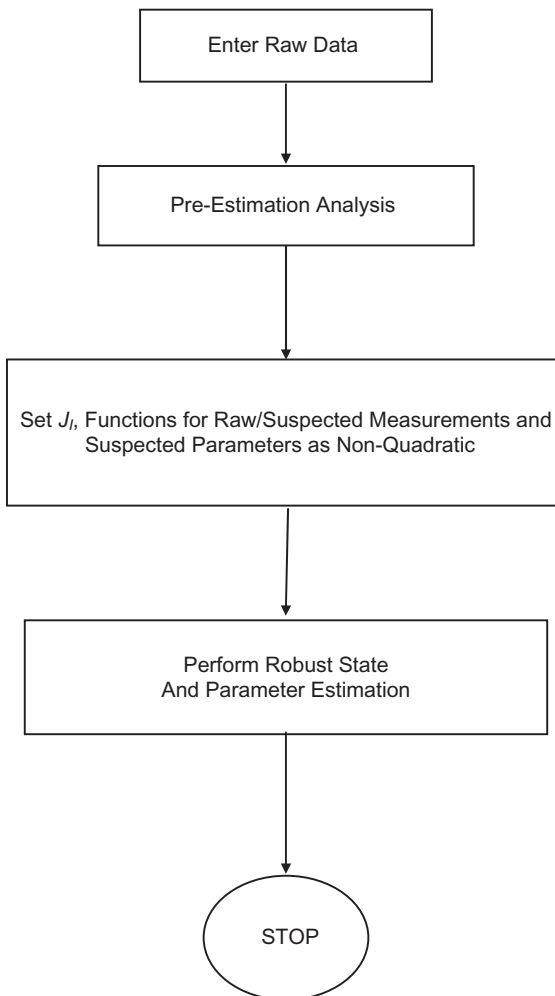 Enter Raw Data
Pre-Estimation Analysis
Set J_I, Functions for Raw/Suspected Measurements and
Suspected Parameters as Non-Quadratic
Perform Robust State
And Parameter Estimation
STOP